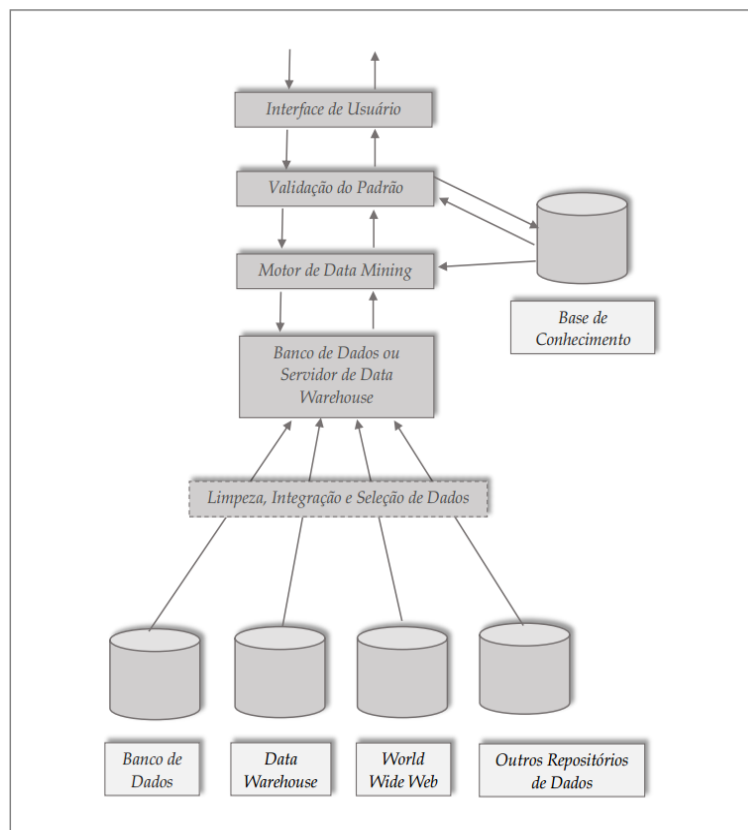 Interface de Usuário
Validação do Padrão
Motor de Data Mining
Base de
Conhecimento
Banco de Dados ou
Servidor de Data
Warehouse
Limpeza, Integração e Seleção de Dados
Banco de
Dados
Data
Warehouse
World
Wide Web
Outros Repositórios
de Dados